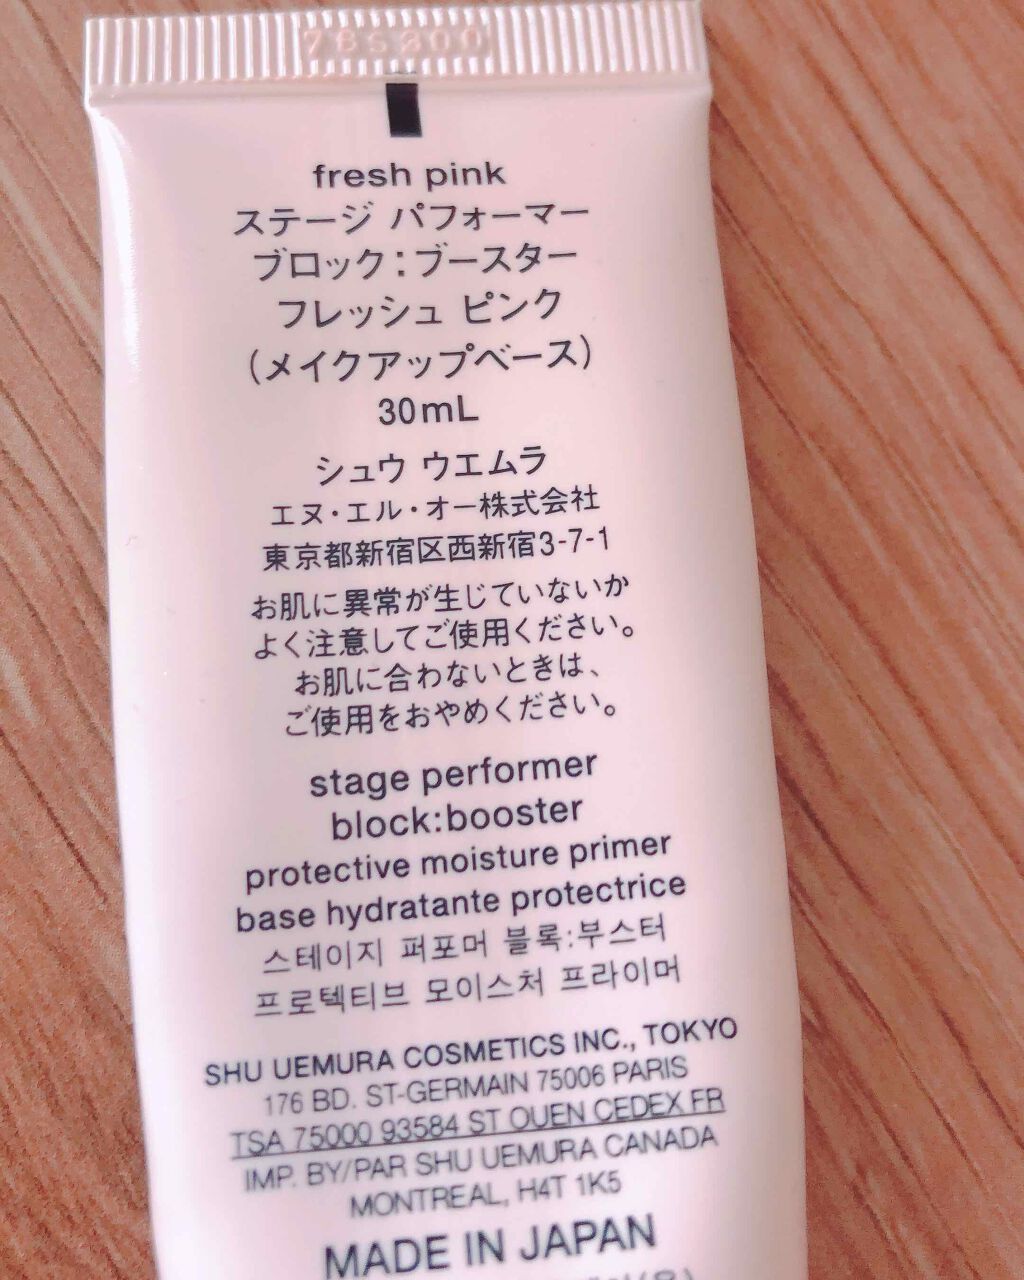 fresh pink
ステージ パフォーマー
ブロック:ブースター
フレッシュ ピンク
(メイクアップベース)
30mL
シュウ ウエムラ
エヌ・エル・オー株式会社
東京都新宿区西新宿3-7-1
お肌に異常が生じていないか
よく注意してご使用ください。
お肌に合わないときは、
ご使用をおやめください。
stage performer
block:booster
protective moisture primer
base hydratante protectrice
스테이지 퍼포머 블록:부스터
프로텍티브 모이스처 프라이머
SHU UEMURA COSMETICS INC., TOKYO
176 BD. ST-GERMAIN 75006 PARIS
TSA 75000 93584 ST OUEN CEDEX FR
IMP. BY/PAR SHU UEMURA CANADA
MONTREAL, H4T 1K5
MADE IN JAPAN